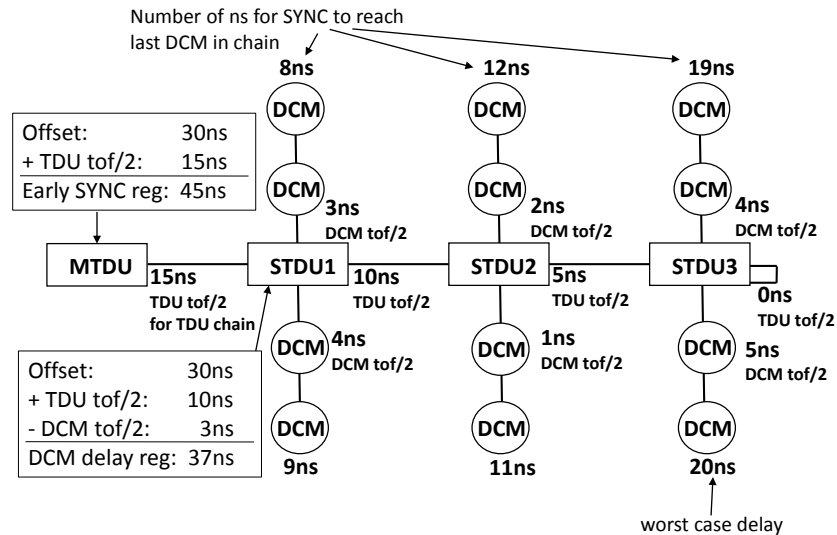 Number of ns for SYNC to reach
last DCM in chain
8ns
12ns
19ns
DCM
DCM
DCM
Offset: 30ns
+ TDU tof/2: 15ns
Early SYNC reg: 45ns
DCM
DCM
DCM
3ns
DCM tof/2
2ns
DCM tof/2
4ns
DCM tof/2
MTDU
STDU1
STDU2
STDU3
15ns
TDU tof/2
for TDU chain
10ns
TDU tof/2
5ns
TDU tof/2
0ns
TDU tof/2
Offset: 30ns
+ TDU tof/2: 10ns
- DCM tof/2: 3ns
DCM delay reg: 37ns
DCM
4ns
DCM tof/2
DCM
1ns
DCM tof/2
DCM
5ns
DCM tof/2
DCM
DCM
DCM
9ns
11ns
20ns
worst case delay